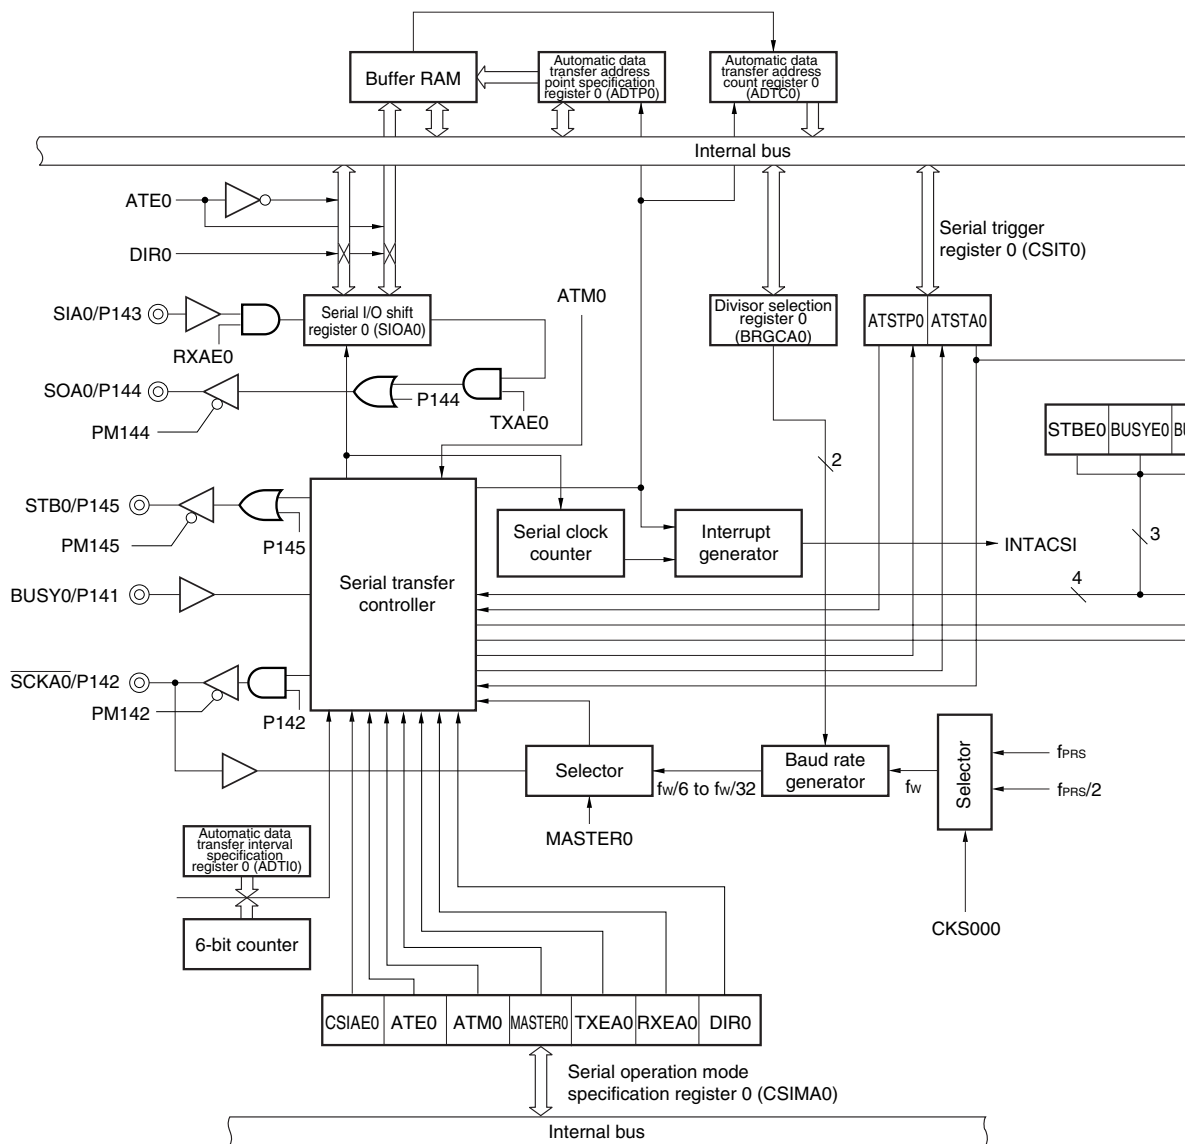 Buffer RAM
Automatic data
transfer address
point specification
register 0 (ADTP0)
Automatic data
transfer address
count register 0
(ADTC0)
Internal bus
ATE0
DIR0
Serial trigger
register 0 (CSIT0)
ATM0
SIA0/P143
RXAE0
Serial I/O shift
register 0 (SIOA0)
Divisor selection
register 0
(BRGCA0)
ATSTP0
ATSTA0
SOA0/P144
PM144
P144
TXAE0
STBE0
BUSYE0
BU
2
STB0/P145
PM145
P145
Serial clock
counter
Interrupt
generator
INTACSI
3
BUSY0/P141
Serial transfer
controller
4
SCKA0/P142
PM142
P142
Selector
MASTER0
fW/6 to fW/32
Baud rate
generator
fW
Selector
fPRS
fPRS/2
CKS000
Automatic data
transfer interval
specification
register 0 (ADTI0)
6-bit counter
CSIAE0
ATE0
ATM0
MASTER0
TXEA0
RXEA0
DIR0
Serial operation mode
specification register 0 (CSIMA0)
Internal bus